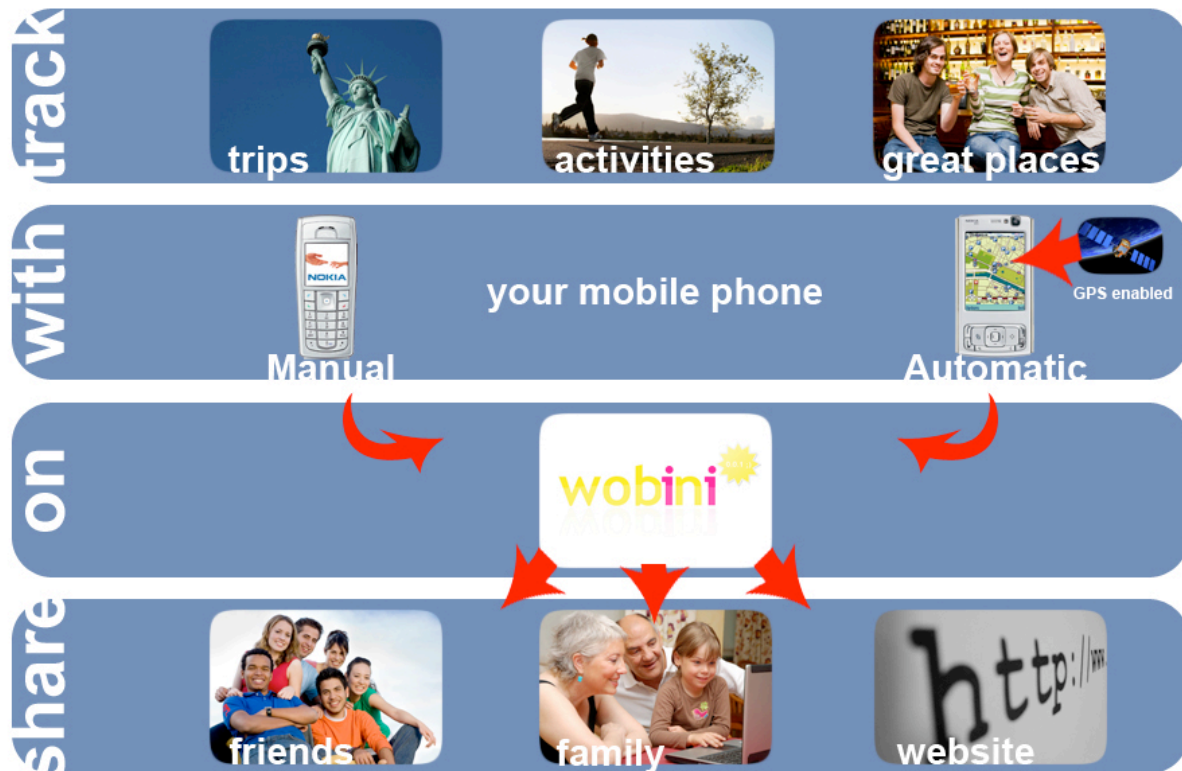 track
trips
activities
great places
with
NOKIA
your mobile phone
GPS enabled
Manual
Automatic
on
wobini
share
friends
family
website
http://www.